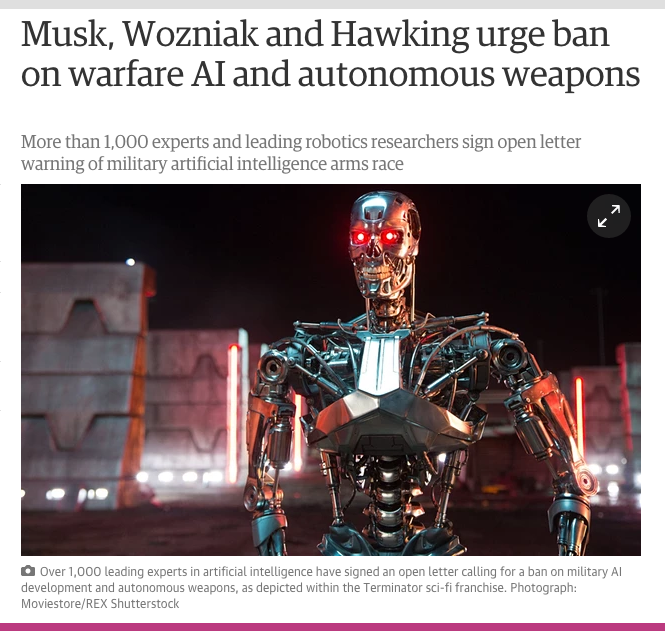 Musk, Wozniak and Hawking urge ban
on warfare AI and autonomous weapons
More than 1,000 experts and leading robotics researchers sign open letter
warning of military artificial intelligence arms race
Over 1,000 leading experts in artificial intelligence have signed an open letter calling for a ban on military AI
development and autonomous weapons, as depicted within the Terminator sci-fi franchise. Photograph:
Moviestore/REX Shutterstock